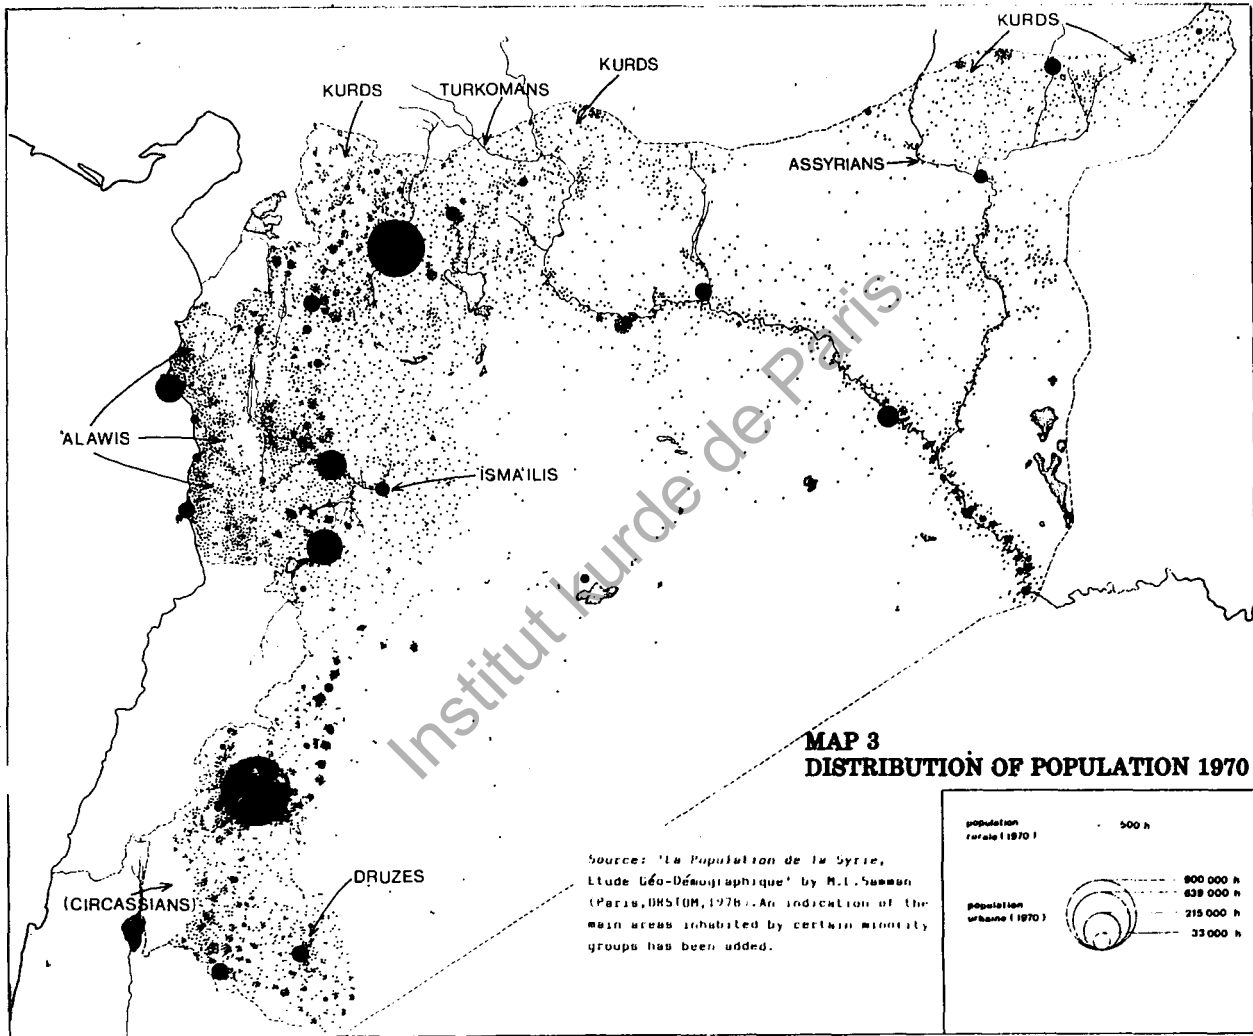 KURDS
KURDS
KURDS
TURKOMANS
ASSYRIANS
'ALAWIS
ISMA'ILIS
Institut kurde de Paris
MAP 3
DISTRIBUTION OF POPULATION 1970
population
rurale (1970)
500 h
population
urbaine (1970)
800 000 h
639 000 h
215 000 h
33 000 h
Source: 'La Population de la Syrie,
Etude Géo-Démographique' by M.L.Samman
(Paris,ORSTOM,1978).An indication of the
main areas inhabited by certain minority
groups has been added.
DRUZES
(CIRCASSIANS)